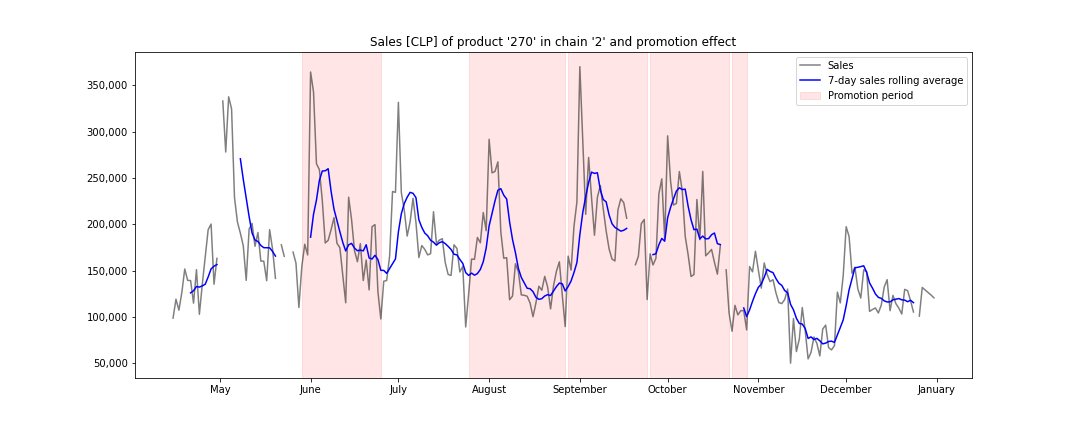 Sales [CLP] of product '270' in chain '2' and promotion effect
Sales
7-day sales rolling average
Promotion period
350,000
300,000
250,000
200,000
150,000
100,000
50,000
May June July August September October November December January